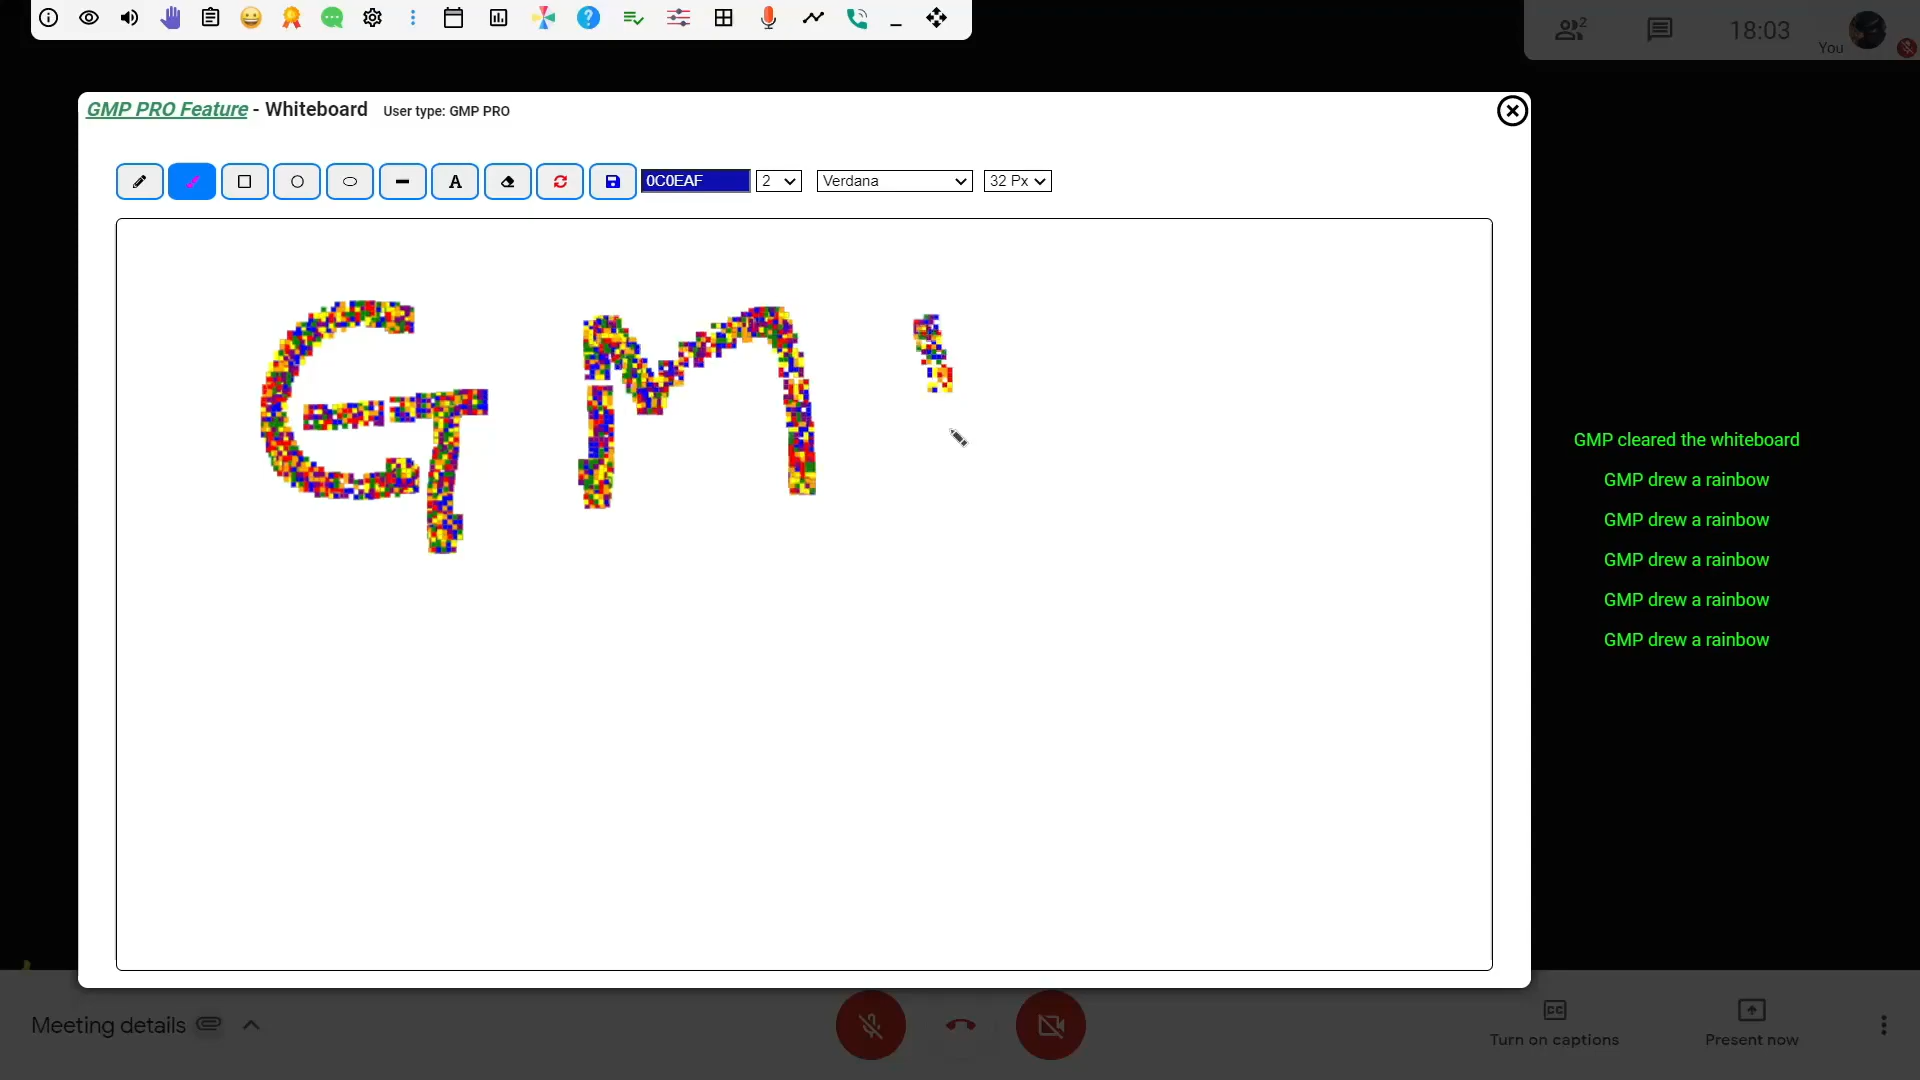 2
18:03
You
GMP PRO Feature - Whiteboard User type: GMP PRO
A
0C0EAF 2 Verdana 32 Px
G M
GMP cleared the whiteboard
GMP drew a rainbow
GMP drew a rainbow
GMP drew a rainbow
GMP drew a rainbow
GMP drew a rainbow
Meeting details
CC
Turn on captions
Present now